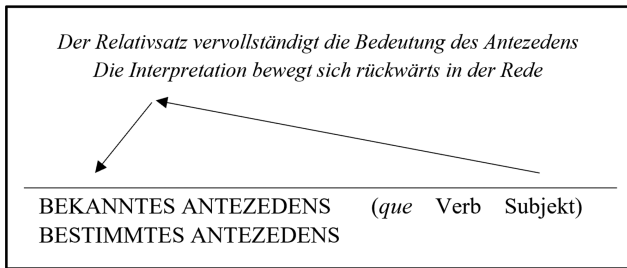 Der Relativsatz vervollständigt die Bedeutung des Antezedens
Die Interpretation bewegt sich rückwärts in der Rede
BEKANNTES ANTEZEDENS (que Verb Subjekt)
BESTIMMTES ANTEZEDENS